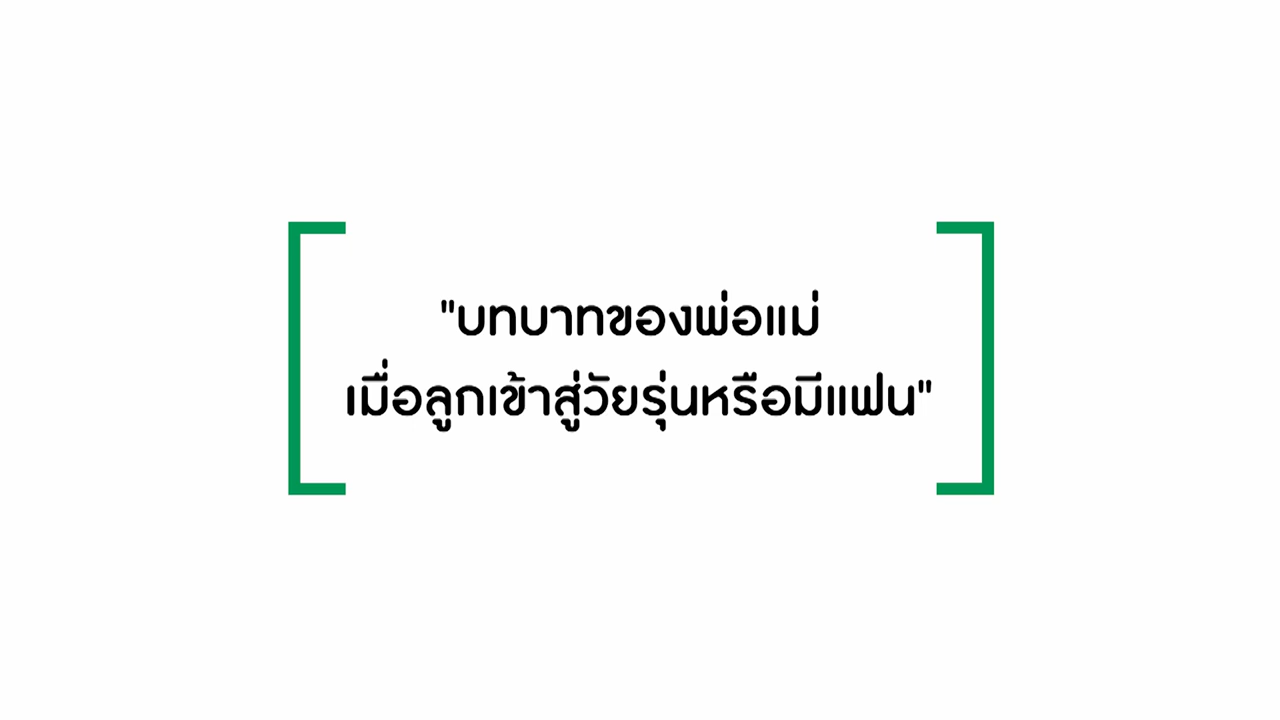 "บทบาทของพ่อแม่
เมื่อลูกเข้าสู่วัยรุ่นหรือมีแฟน"